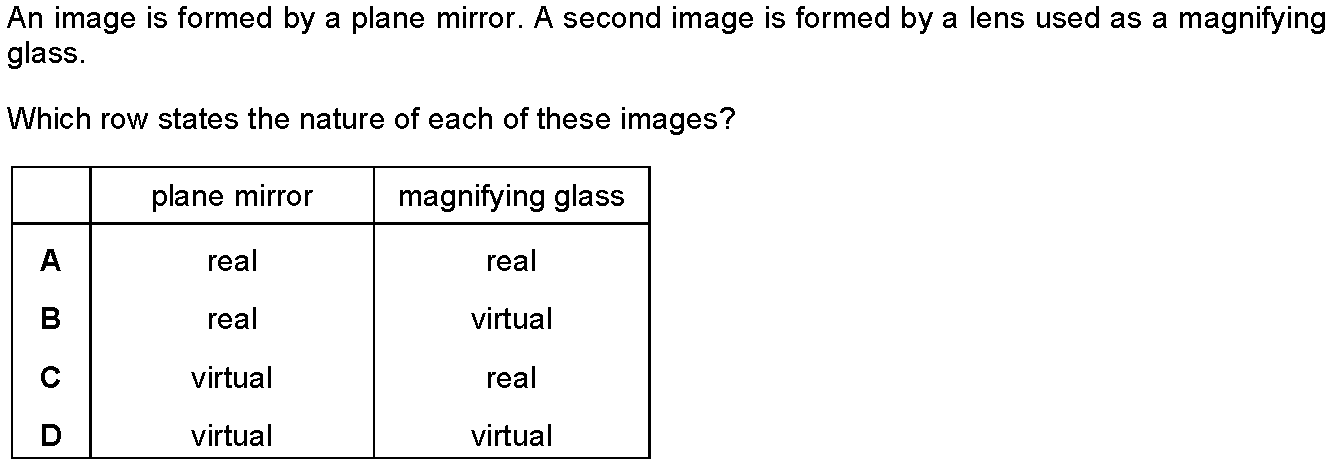 An image is formed by a plane mirror. A second image is formed by a lens used as a magnifying
glass.
Which row states the nature of each of these images?
plane mirror magnifying glass
A real real
B real virtual
C virtual real
D virtual virtual